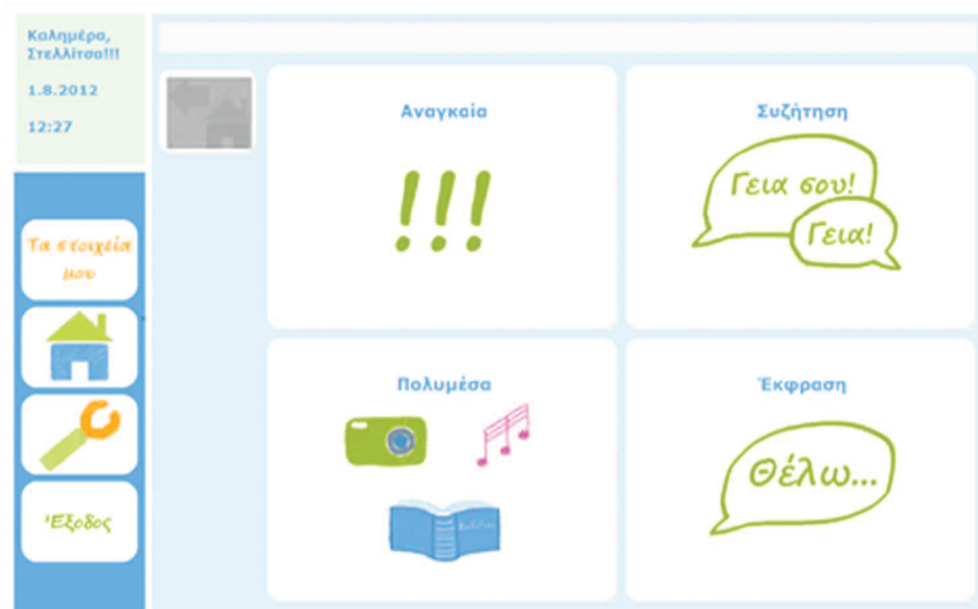 Καλημέρα,
Στελλίτσα!!!
1.8.2012
12:27
Τα στοιχεία
μου
'Εξοδος
Αναγκαία
!!!
Συζήτηση
Γεια σου!
Γεια!
Πολυμέσα
Έκφραση
Θέλω...